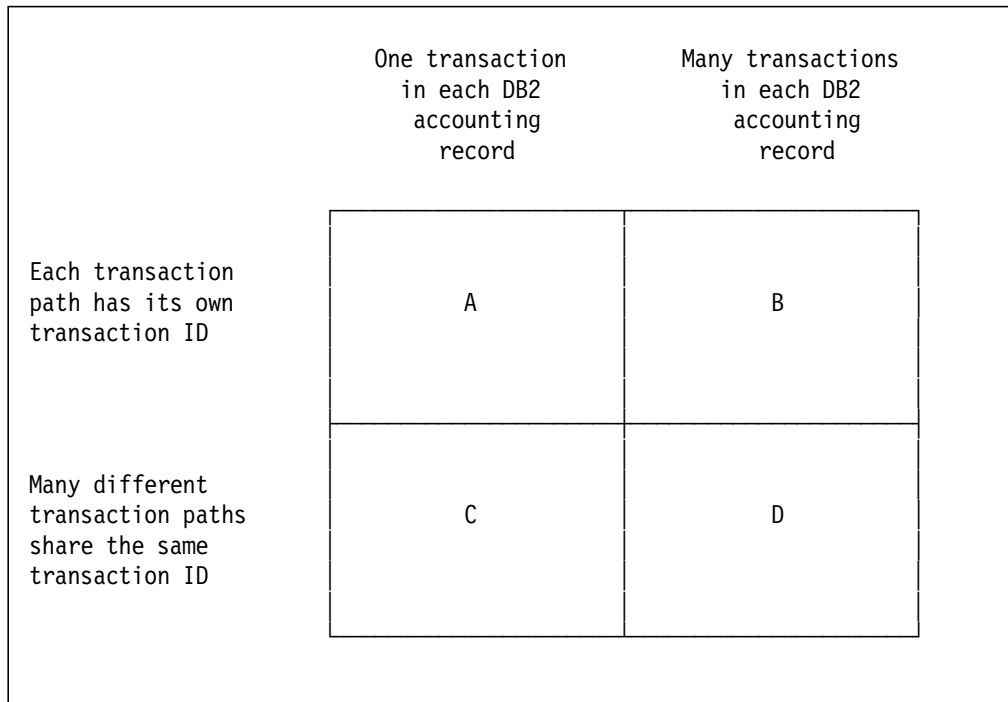 One transaction
in each DB2
accounting
record
Many transactions
in each DB2
accounting
record
Each transaction
path has its own
transaction ID
A
B
Many different
transaction paths
share the same
transaction ID
C
D